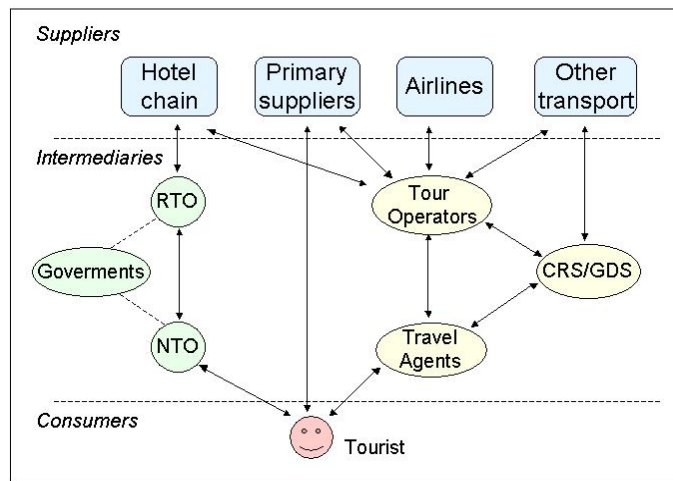 Suppliers
Hotel
chain
Primary
suppliers
Airlines
Other
transport
Intermediaries
RTO
Tour
Operators
Goverments
CRS/GDS
NTO
Travel
Agents
Consumers
Tourist